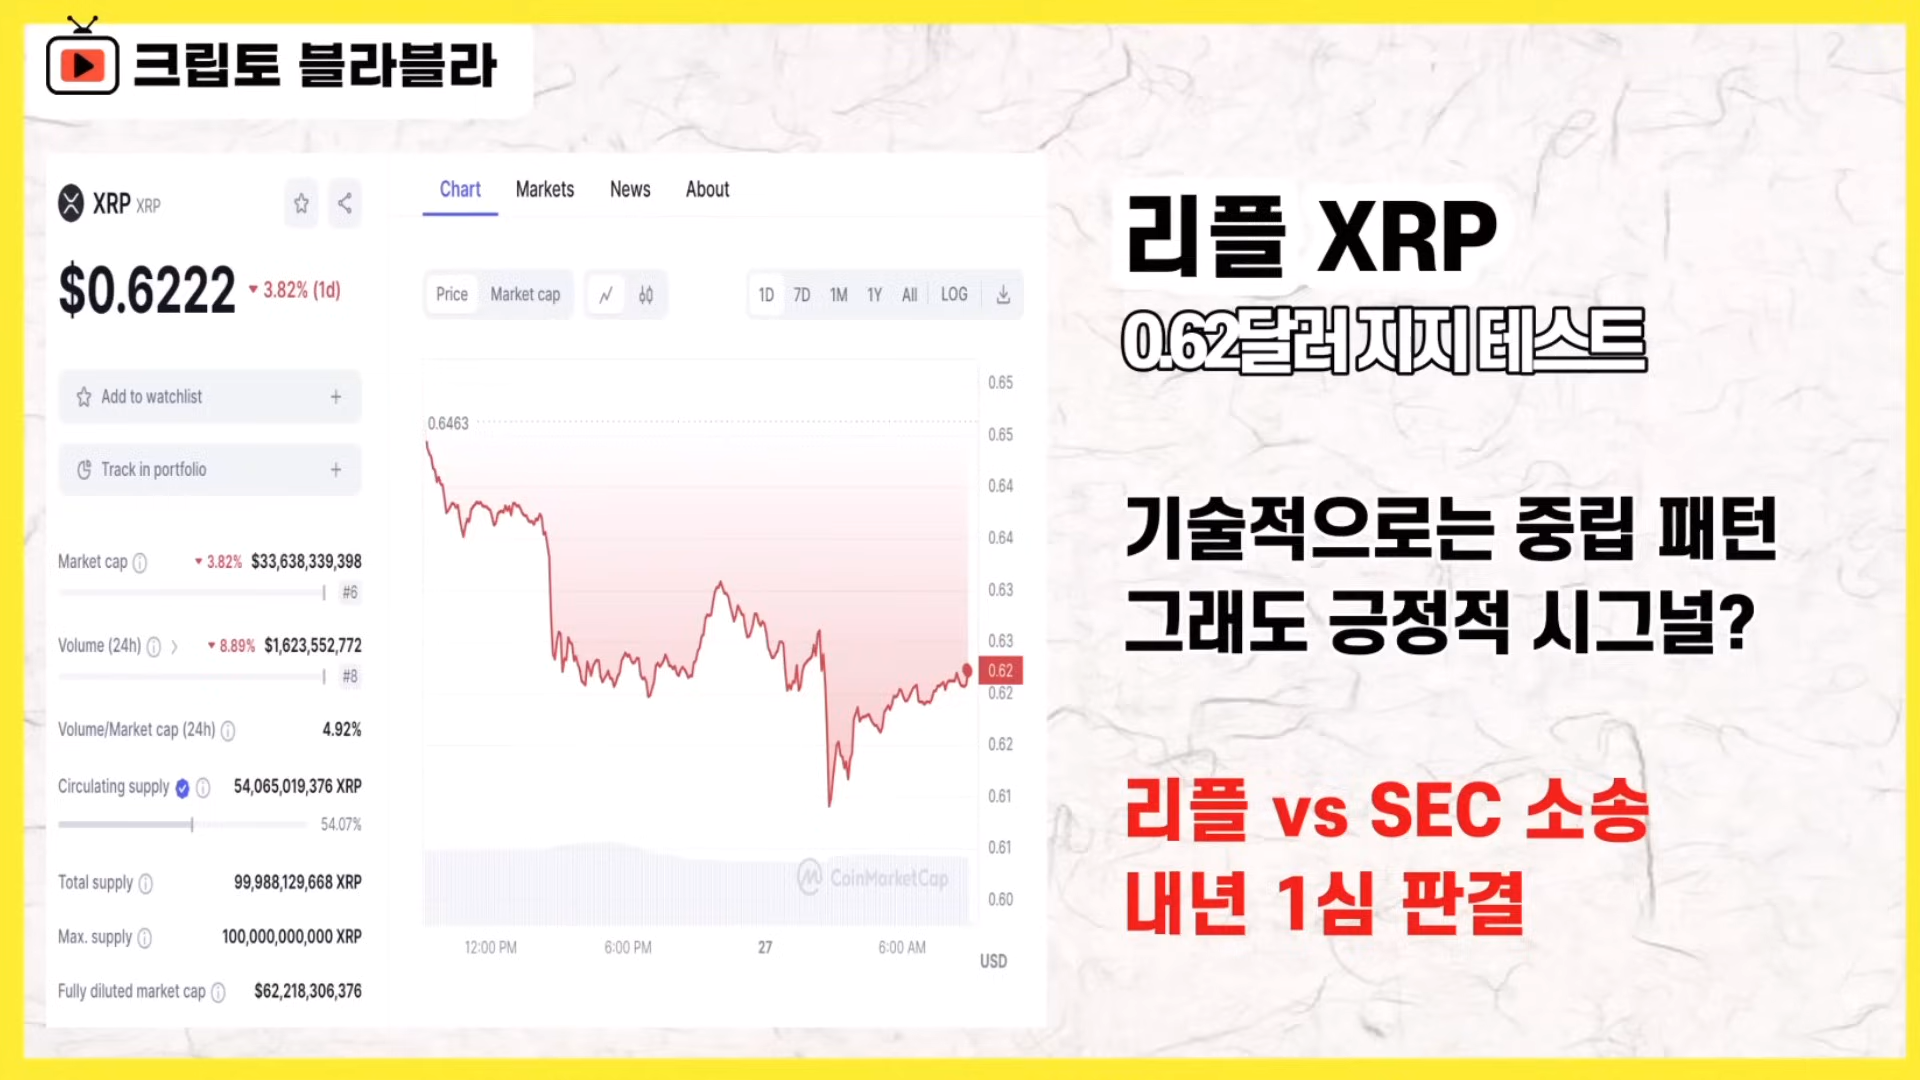 크립토 블라블라
XRP XRP
$0.6222 3.82% (1d)
Add to watchlist +
Track in portfolio +
Market cap 3.82% $33,638,339,398
#6
Volume (24h) 8.89% $1,623,552,772
#8
Volume/Market cap (24h) 4.92%
Circulating supply 54,065,019,376 XRP
54.07%
Total supply 99,988,129,668 XRP
Max. supply 100,000,000,000 XRP
Fully diluted market cap $62,218,306,376
Chart Markets News About
Price Market cap 1D 7D 1M 1Y All LOG
0.6463
0.65
0.65
0.64
0.64
0.63
0.63
0.62
0.62
0.62
0.61
0.61
0.60
CoinMarketCap
12:00 PM 6:00 PM 27 6:00 AM
USD
리플 XRP
0.62달러 지지 테스트
기술적으로는 중립 패턴
그래도 긍정적 시그널?
리플 vs SEC 소송
내년 1심 판결